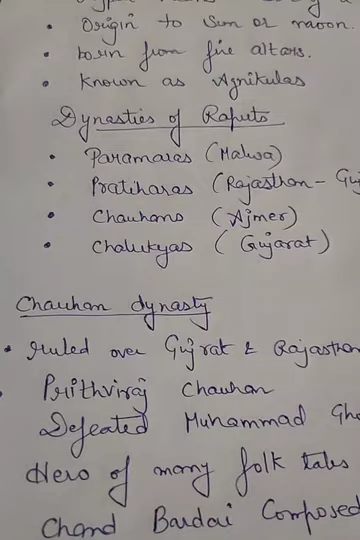 • Origin to Sun or moon.
• born from fire altars.
• Known as Agnikulas
Dynasties of Rajputs
• Paramaras (Malwa)
• Pratiharas (Rajasthan - Guj
• Chauhans (Ajmer)
• Chalukyas (Gujarat)
Chauhan dynasty
• ruled over Gujrat & Rajasthan
• Prithviraj Chauhan
Defeated Muhammad Gho
Hero of many folk tales
Chand Bardai Composed